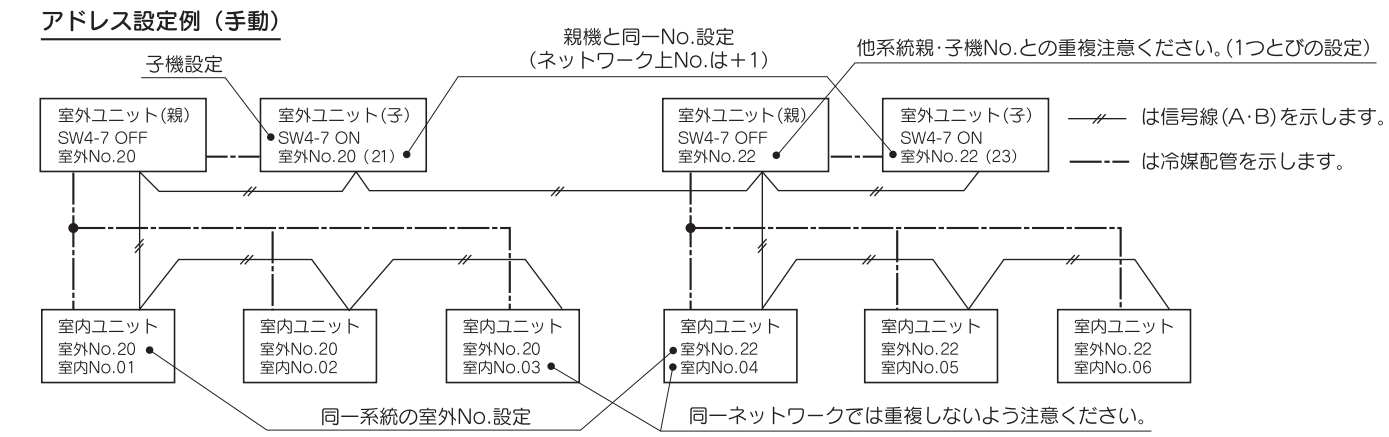 アドレス設定例（手動）
子機設定
親機と同一No.設定
（ネットワーク上No.は＋1）
他系統親・子機No.との重複注意ください。(1つとびの設定)
室外ユニット(親)
SW4-7 OFF
室外No.20
室外ユニット(子)
SW4-7 ON
室外No.20（21）
室外ユニット(親)
SW4-7 OFF
室外No.22
室外ユニット(子)
SW4-7 ON
室外No.22（23）
は信号線(A・B)を示します。
は冷媒配管を示します。
室内ユニット
室外No.20
室内No.01
室内ユニット
室外No.20
室内No.02
室内ユニット
室外No.20
室内No.03
室内ユニット
室外No.22
室内No.04
室内ユニット
室外No.22
室内No.05
室内ユニット
室外No.22
室内No.06
同一系統の室外No.設定
同一ネットワークでは重複しないよう注意ください。